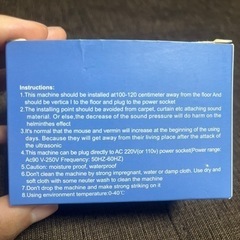 Instructions:
1.This machine should be installed at100-120 centimeter away from the floor And
should be vertica l to the floor and plug to the power socket
2.The installing point should be avoided from carpet, curtain etc athing sound
material. Or else,the decrease of the sound pressure will do harm on the
helminthes effect
3.It's normal that the mouse and vermin will increase at the beginning of the using
days. Because they will get away from their living place after the attack of
the ultrasonic
4.This machine can be plug directly to AC 220V(or 110v) power socket(Power range:
Ac90 V-250V Frequency: 50HZ-60HZ)
5.Caution: moisture proof, waterproof
6.Don't clean the machine by strong impregnant, water or damp cloth. Use dry and
soft cloth with some neuter wash to clean the machine.
7.Don't drop the machine and make strong striking on it
8.Using environment temperature:0-40℃